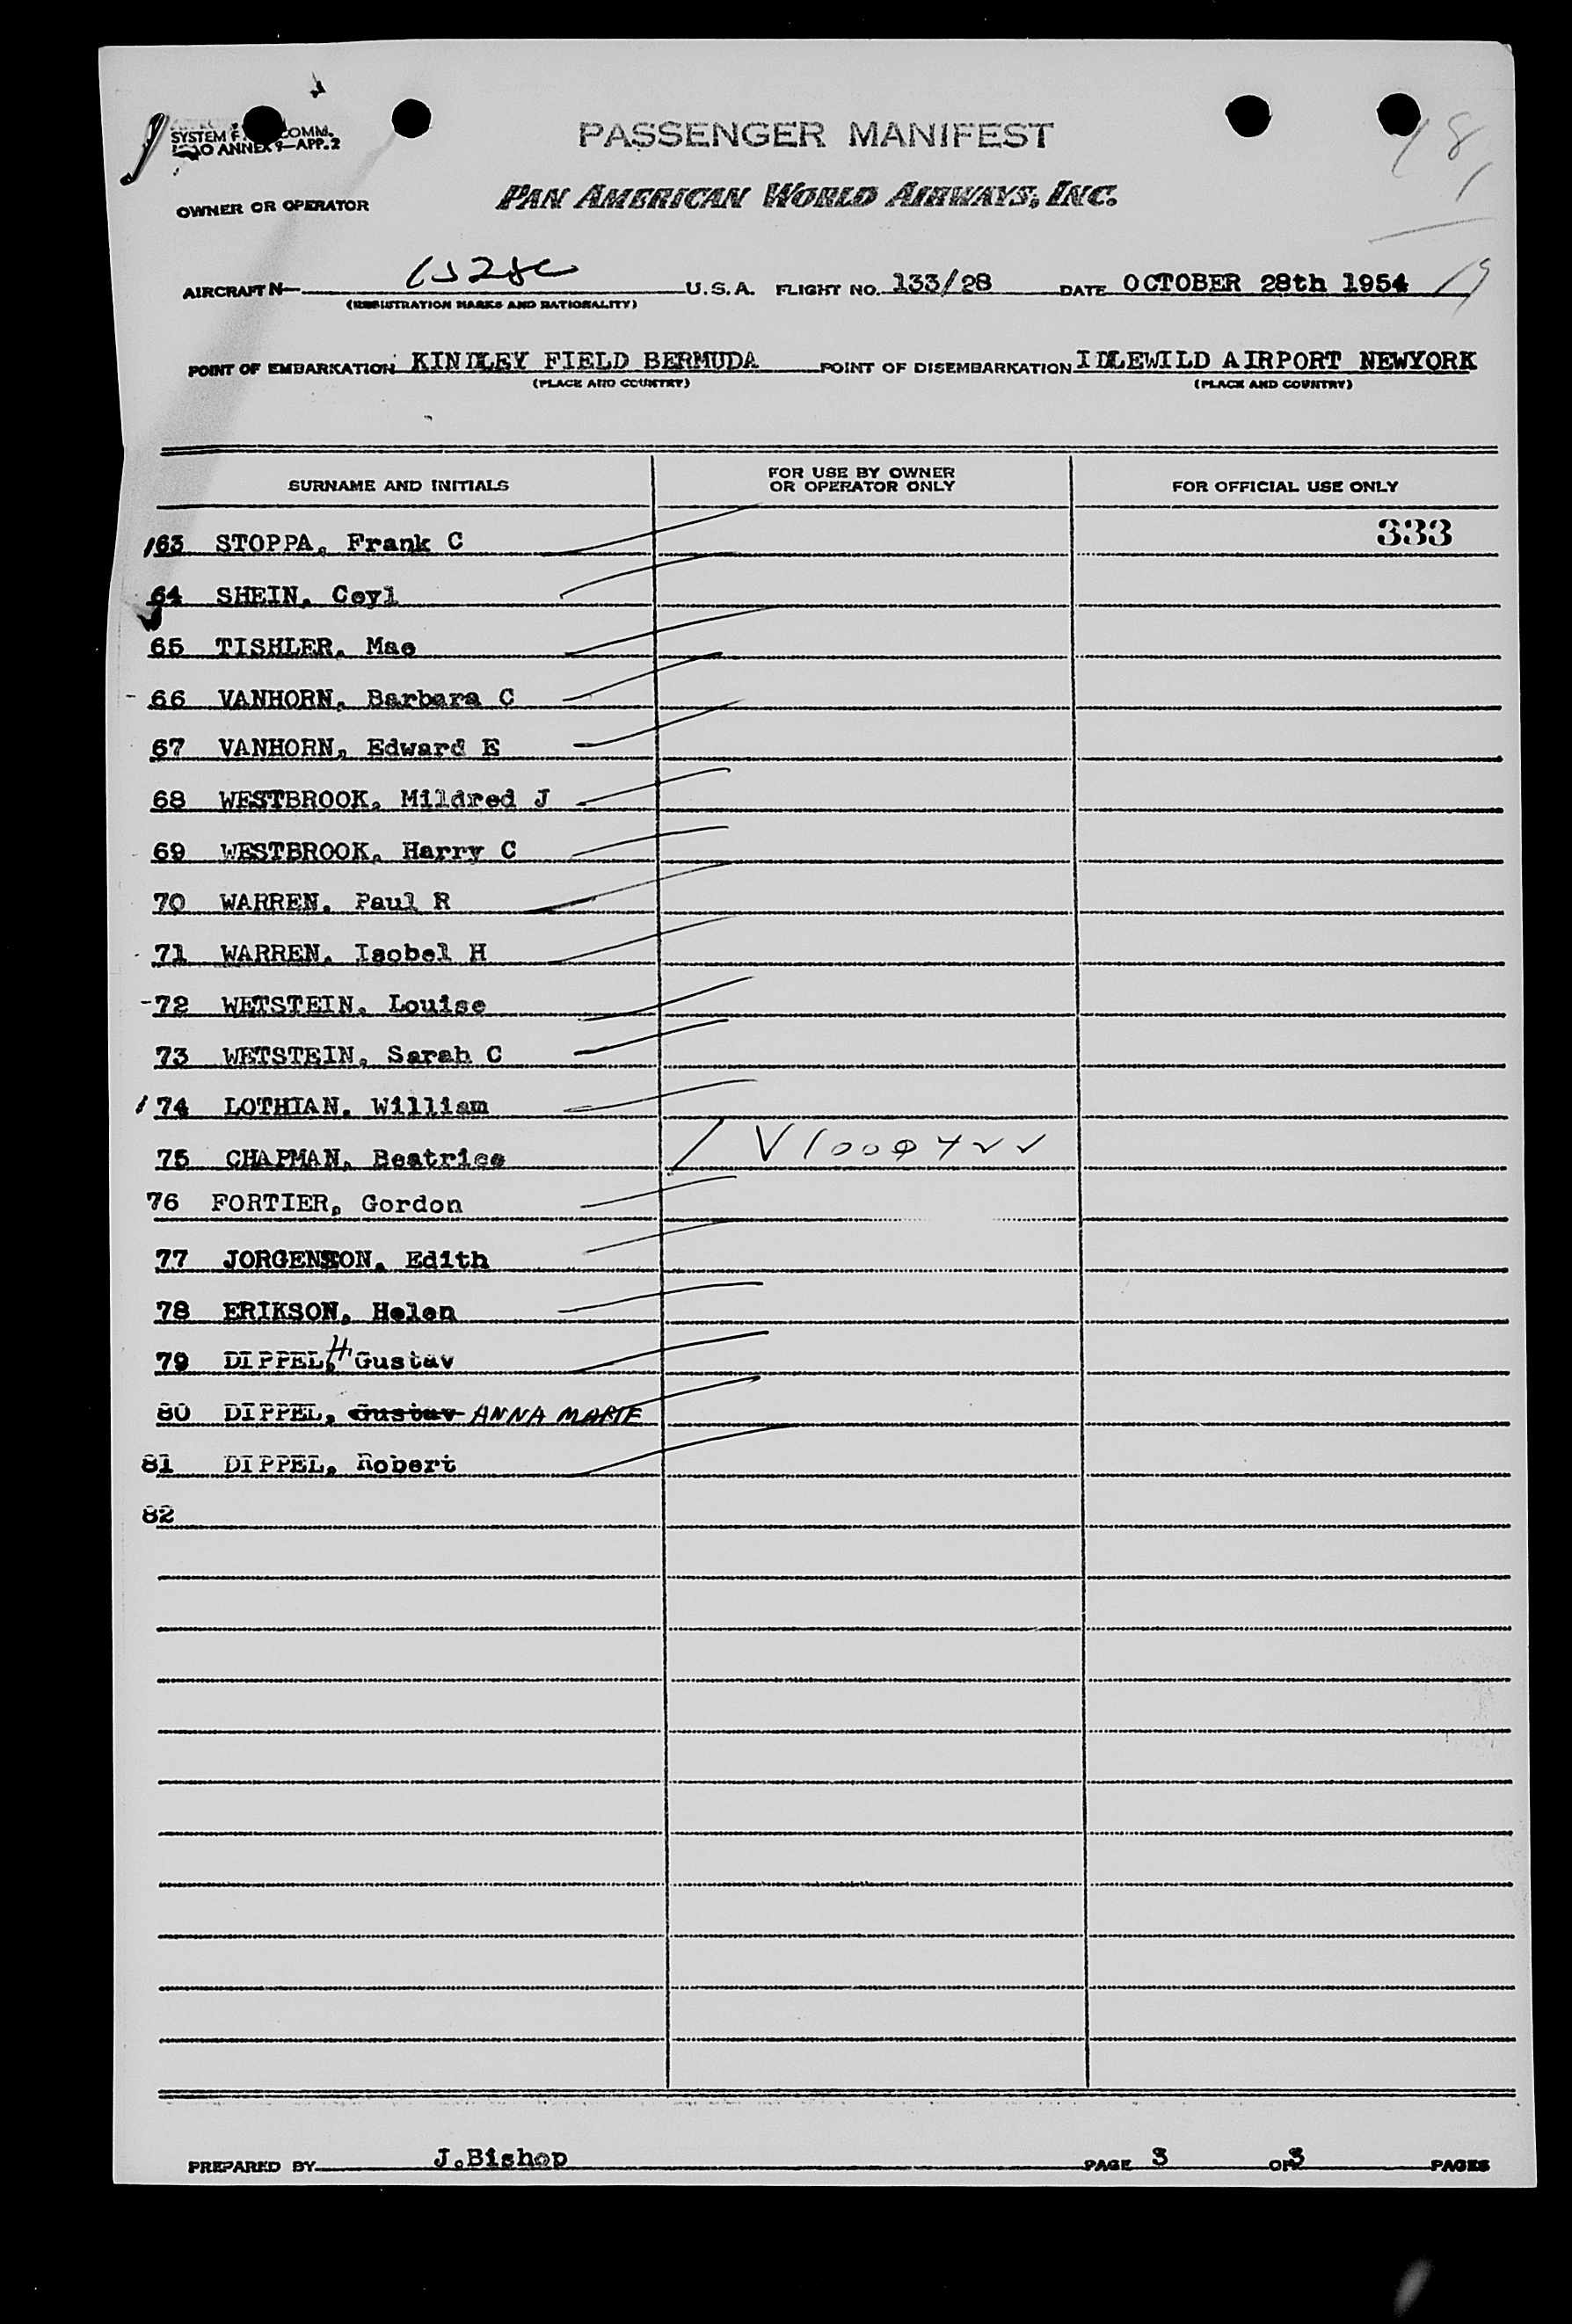 SYSTEM F COMM.
O ANNEX 9—APP. 2
PASSENGER MANIFEST
18
OWNER OR OPERATOR PAN AMERICAN WORLD AIRWAYS, INC.
AIRCRAFT N— U.S.A. FLIGHT NO. 133/28 DATE OCTOBER 28th 1954
(REGISTRATION MARKS AND NATIONALITY)
POINT OF EMBARKATION KINDLEY FIELD BERMUDA POINT OF DISEMBARKATION IDLEWILD AIRPORT NEWYORK
(PLACE AND COUNTRY) (PLACE AND COUNTRY)
SURNAME AND INITIALS FOR USE BY OWNER OR OPERATOR ONLY FOR OFFICIAL USE ONLY
63 STOPPA, Frank C 333
64 SHEIN, Ceyl
65 TISHLER, Mae
66 VANHORN, Barbara C
67 VANHORN, Edward E
68 WESTBROOK, Mildred J
69 WESTBROOK, Harry C
70 WARREN, Paul R
71 WARREN, Isobel H
72 WETSTEIN, Louise
73 WETSTEIN, Sarah C
74 LOTHIAN, William
75 CHAPMAN, Beatrice
76 FORTIER, Gordon
77 JORGENSON, Edith
78 ERIKSON, Helen
79 DIPPEL, H. Gustav
80 DIPPEL, Gustav ANNA MARIE
81 DIPPEL, Robert
82
PREPARED BY J.Bishop PAGE 3 OF 3 PAGES